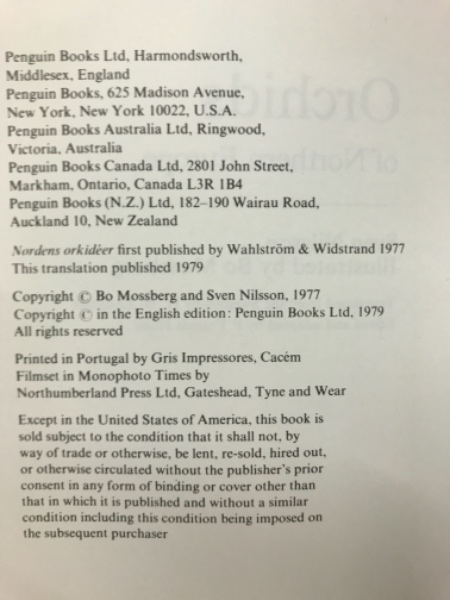 Penguin Books Ltd, Harmondsworth,
Middlesex, England
Penguin Books, 625 Madison Avenue,
New York, New York 10022, U.S.A.
Penguin Books Australia Ltd, Ringwood,
Victoria, Australia
Penguin Books Canada Ltd, 2801 John Street,
Markham, Ontario, Canada L3R 1B4
Penguin Books (N.Z.) Ltd, 182–190 Wairau Road,
Auckland 10, New Zealand
Nordens orkidéer first published by Wahlström & Widstrand 1977
This translation published 1979
Copyright © Bo Mossberg and Sven Nilsson, 1977
Copyright © in the English edition: Penguin Books Ltd, 1979
All rights reserved
Printed in Portugal by Gris Impressores, Cacém
Filmset in Monophoto Times by
Northumberland Press Ltd, Gateshead, Tyne and Wear
Except in the United States of America, this book is
sold subject to the condition that it shall not, by
way of trade or otherwise, be lent, re-sold, hired out,
or otherwise circulated without the publisher's prior
consent in any form of binding or cover other than
that in which it is published and without a similar
condition including this condition being imposed on
the subsequent purchaser